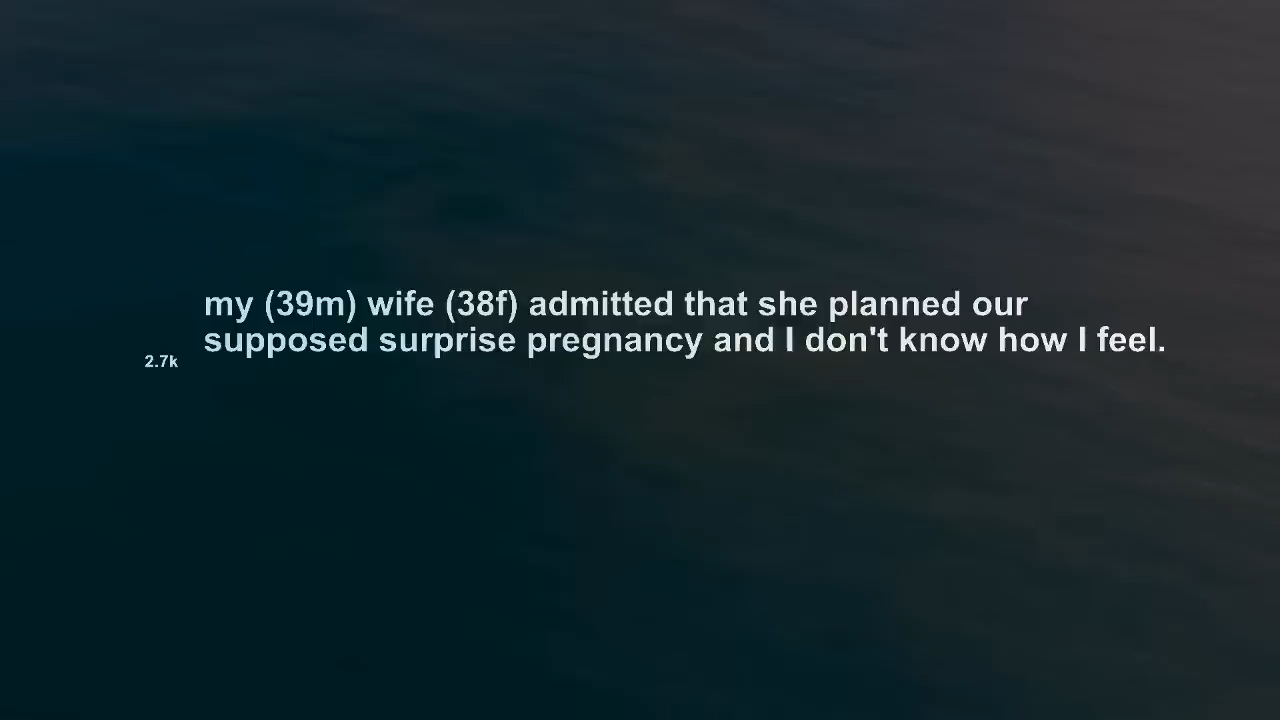 my (39m) wife (38f) admitted that she planned our
supposed surprise pregnancy and I don't know how I feel.
2.7k